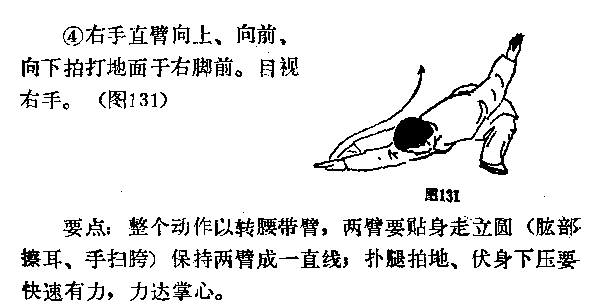 ④右手直臂向上、向前、
向下拍打地面于右脚前。目视
右手。（图131）
图131
要点：整个动作以转腰带臂，两臂要贴身走立圆（肱部
擦耳、手扫胯）保持两臂成一直线；扑腿拍地、伏身下压要
快速有力，力达掌心。